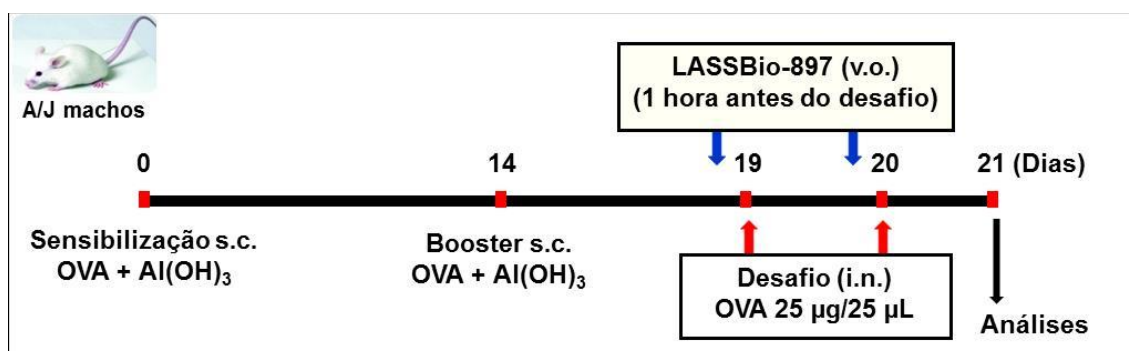 A/J machos
LASSBio-897 (v.o.)
(1 hora antes do desafio)
0
14
19
20
21 (Dias)
Sensibilização s.c.
OVA + Al(OH)₃
Booster s.c.
OVA + Al(OH)₃
Desafio (i.n.)
OVA 25 µg/25 µL
Análises